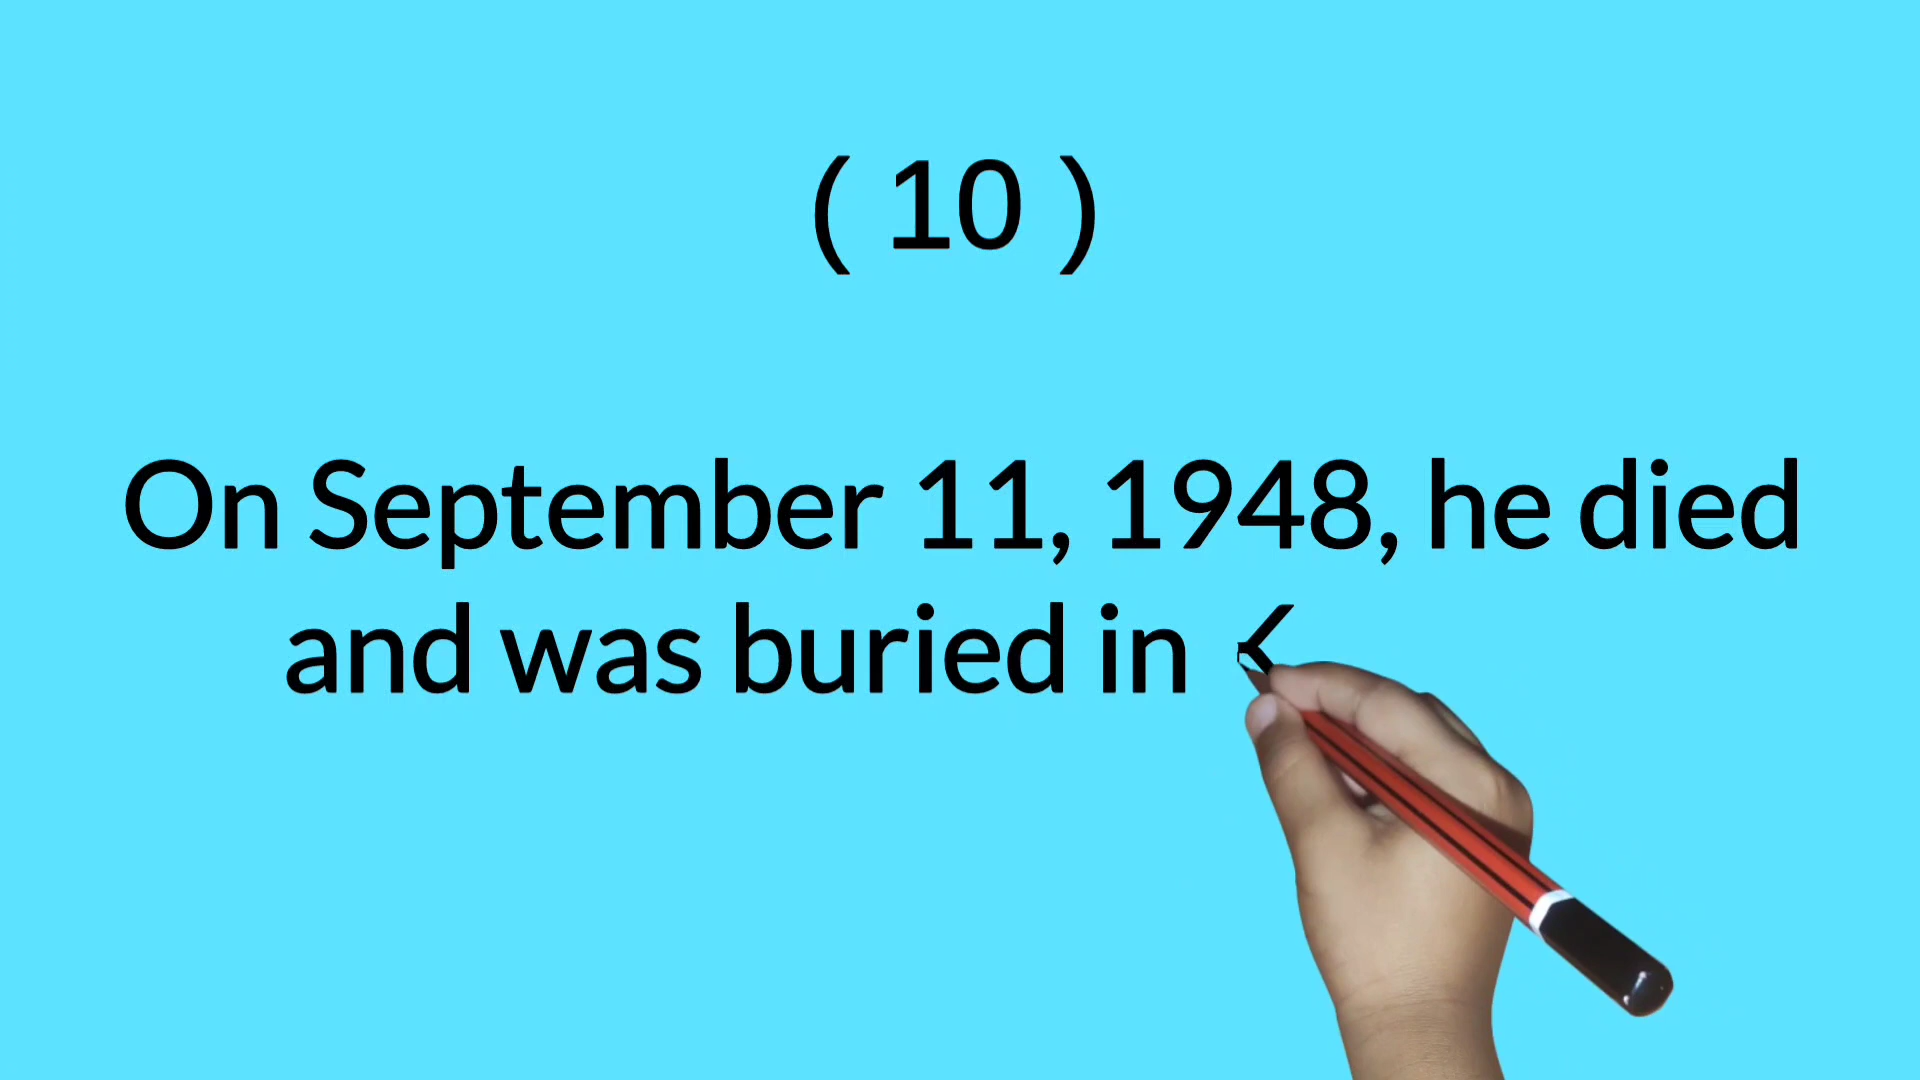 ( 10 )
On September 11, 1948, he died
and was buried in